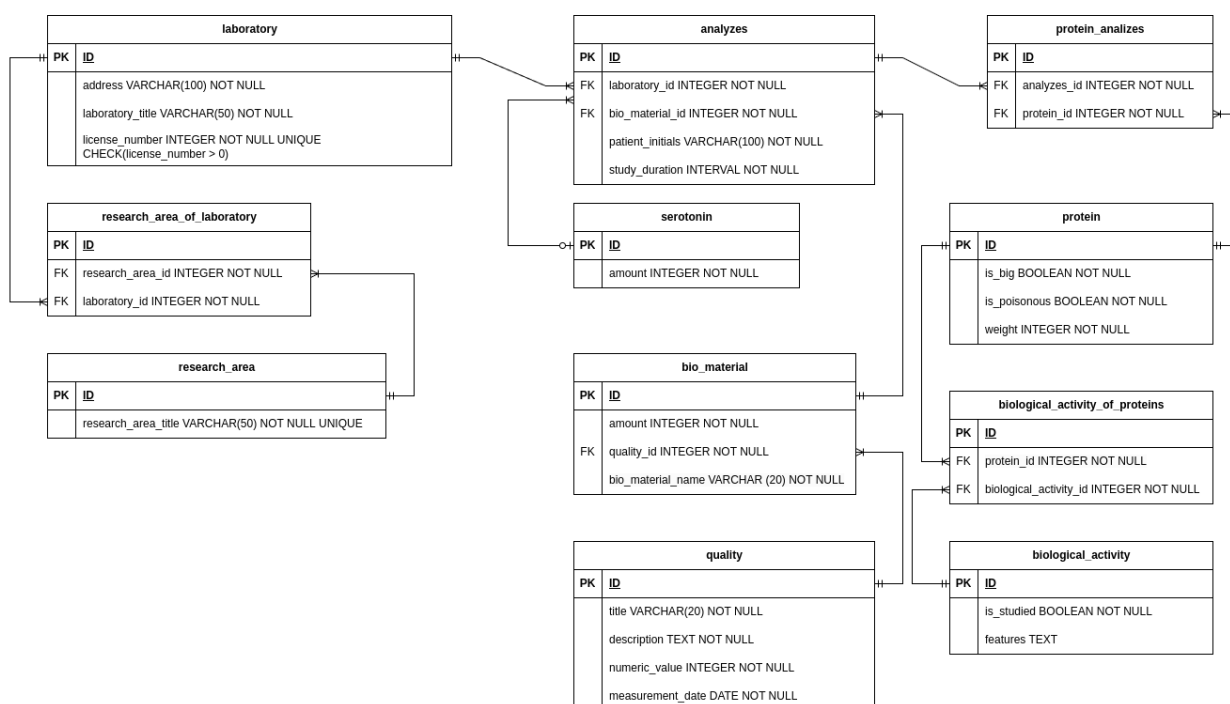 laboratory
PK ID
address VARCHAR(100) NOT NULL
laboratory_title VARCHAR(50) NOT NULL
license_number INTEGER NOT NULL UNIQUE
CHECK(license_number > 0)
research_area_of_laboratory
PK ID
FK research_area_id INTEGER NOT NULL
FK laboratory_id INTEGER NOT NULL
research_area
PK ID
research_area_title VARCHAR(50) NOT NULL UNIQUE
analyzes
PK ID
FK laboratory_id INTEGER NOT NULL
FK bio_material_id INTEGER NOT NULL
patient_initials VARCHAR(100) NOT NULL
study_duration INTERVAL NOT NULL
serotonin
PK ID
amount INTEGER NOT NULL
bio_material
PK ID
amount INTEGER NOT NULL
FK quality_id INTEGER NOT NULL
bio_material_name VARCHAR (20) NOT NULL
quality
PK ID
title VARCHAR(20) NOT NULL
description TEXT NOT NULL
numeric_value INTEGER NOT NULL
measurement_date DATE NOT NULL
protein_analizes
PK ID
FK analyzes_id INTEGER NOT NULL
FK protein_id INTEGER NOT NULL
protein
PK ID
is_big BOOLEAN NOT NULL
is_poisonous BOOLEAN NOT NULL
weight INTEGER NOT NULL
biological_activity_of_proteins
PK ID
FK protein_id INTEGER NOT NULL
FK biological_activity_id INTEGER NOT NULL
biological_activity
PK ID
is_studied BOOLEAN NOT NULL
features TEXT